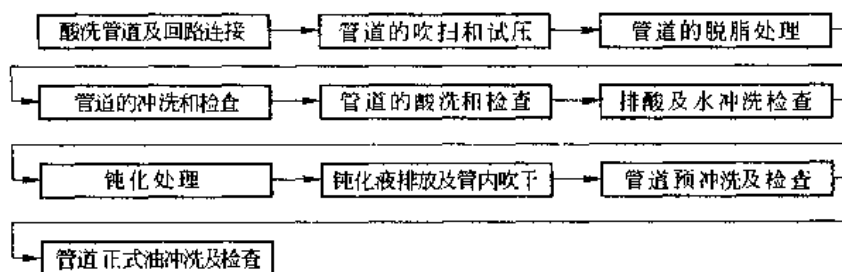 酸洗管道及回路连接
管道的吹扫和试压
管道的脱脂处理
管道的冲洗和检查
管道的酸洗和检查
排酸及水冲洗检查
钝化处理
钝化液排放及管内吹干
管道预冲洗及检查
管道正式油冲洗及检查